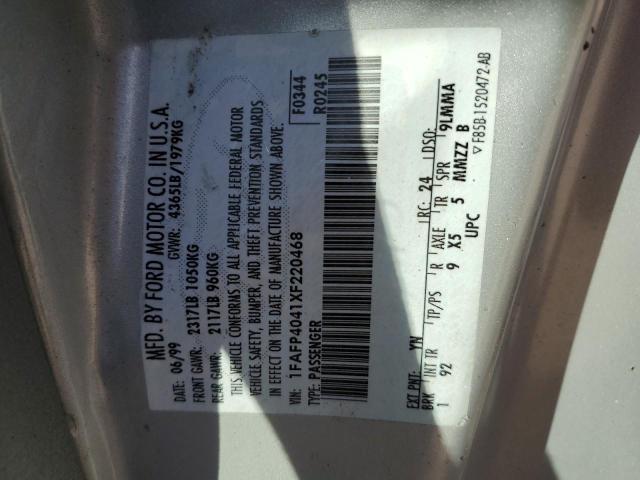 MFD. BY FORD MOTOR CO. IN U.S.A.
DATE: 06/99 GVWR: 4365LB/1979KG
FRONT GAWR: 2317LB 1050KG
REAR GAWR: 2117LB 960KG
THIS VEHICLE CONFORMS TO ALL APPLICABLE FEDERAL MOTOR
VEHICLE SAFETY, BUMPER, AND THEFT PREVENTION STANDARDS
IN EFFECT ON THE DATE OF MANUFACTURE SHOWN ABOVE.
VIN: 1FAFP4041XF220468 F0344
TYPE: PASSENGER R0245
EXT PNT: YN RC: 24 DSO:
BRK INT TR TP/PS R AXLE TR SPR 9LMMA
1 92 9 X5 5 MMZZ B
UPC
▽ F85B-1520472-AB